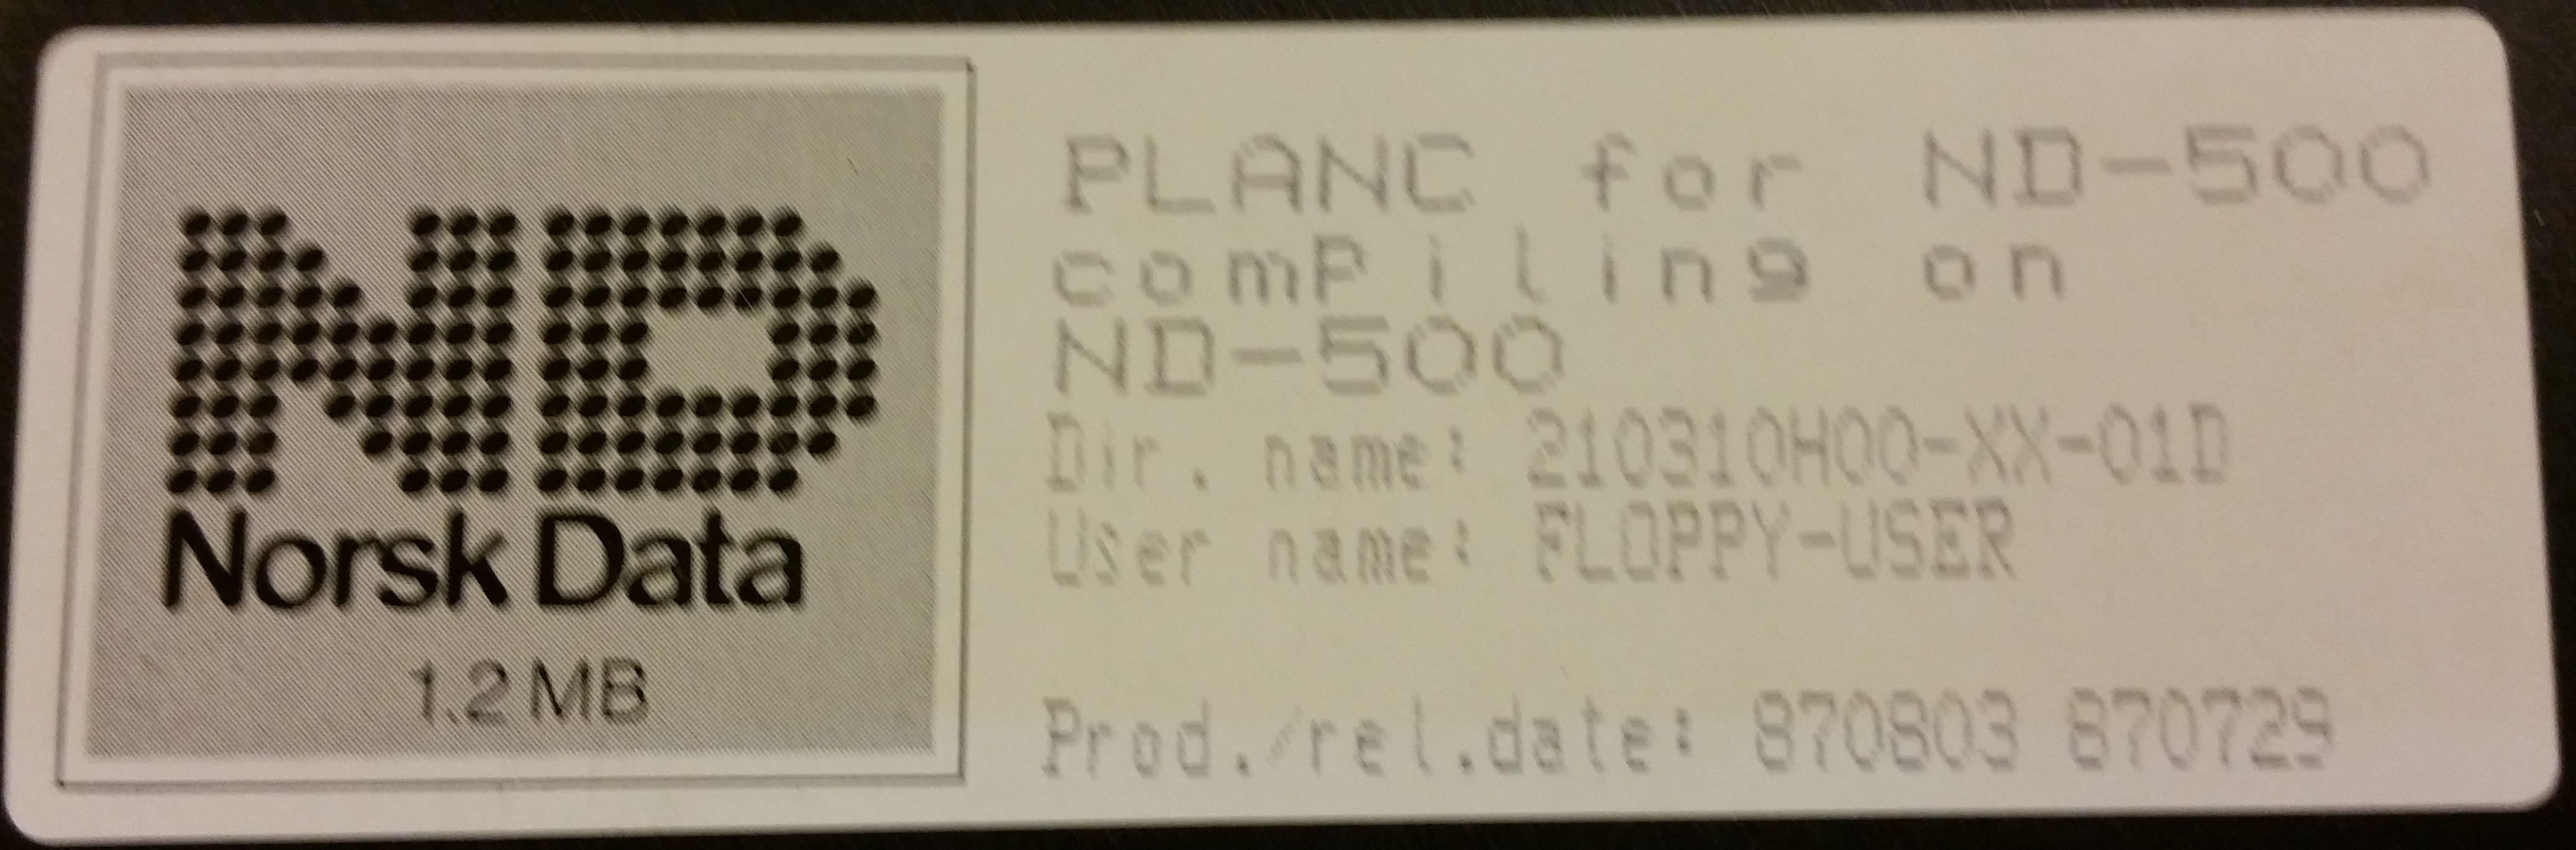 ND
Norsk Data
1.2 MB
PLANC for ND-500
compiling on
ND-500
Dir. name: 210310H00-XX-01D
User name: FLOPPY-USER
Prod./rel.date: 870803 870729